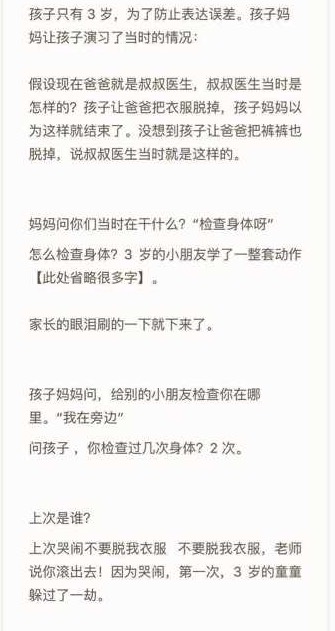 孩子只有 3 岁，为了防止表达误差。孩子妈
妈让孩子演习了当时的情况：
假设现在爸爸就是叔叔医生，叔叔医生当时是
怎样的？孩子让爸爸把衣服脱掉，孩子妈妈以
为这样就结束了。没想到孩子让爸爸把裤裤也
脱掉，说叔叔医生当时就是这样的。
妈妈问你们当时在干什么？“检查身体呀”
怎么检查身体？3 岁的小朋友学了一整套动作
【此处省略很多字】。
家长的眼泪刷的一下就下来了。
孩子妈妈问，给别的小朋友检查你在哪
里。“我在旁边”
问孩子 ，你检查过几次身体？2 次。
上次是谁？
上次哭闹不要脱我衣服 不要脱我衣服，老师
说你滚出去！因为哭闹，第一次，3 岁的童童
躲过了一劫。